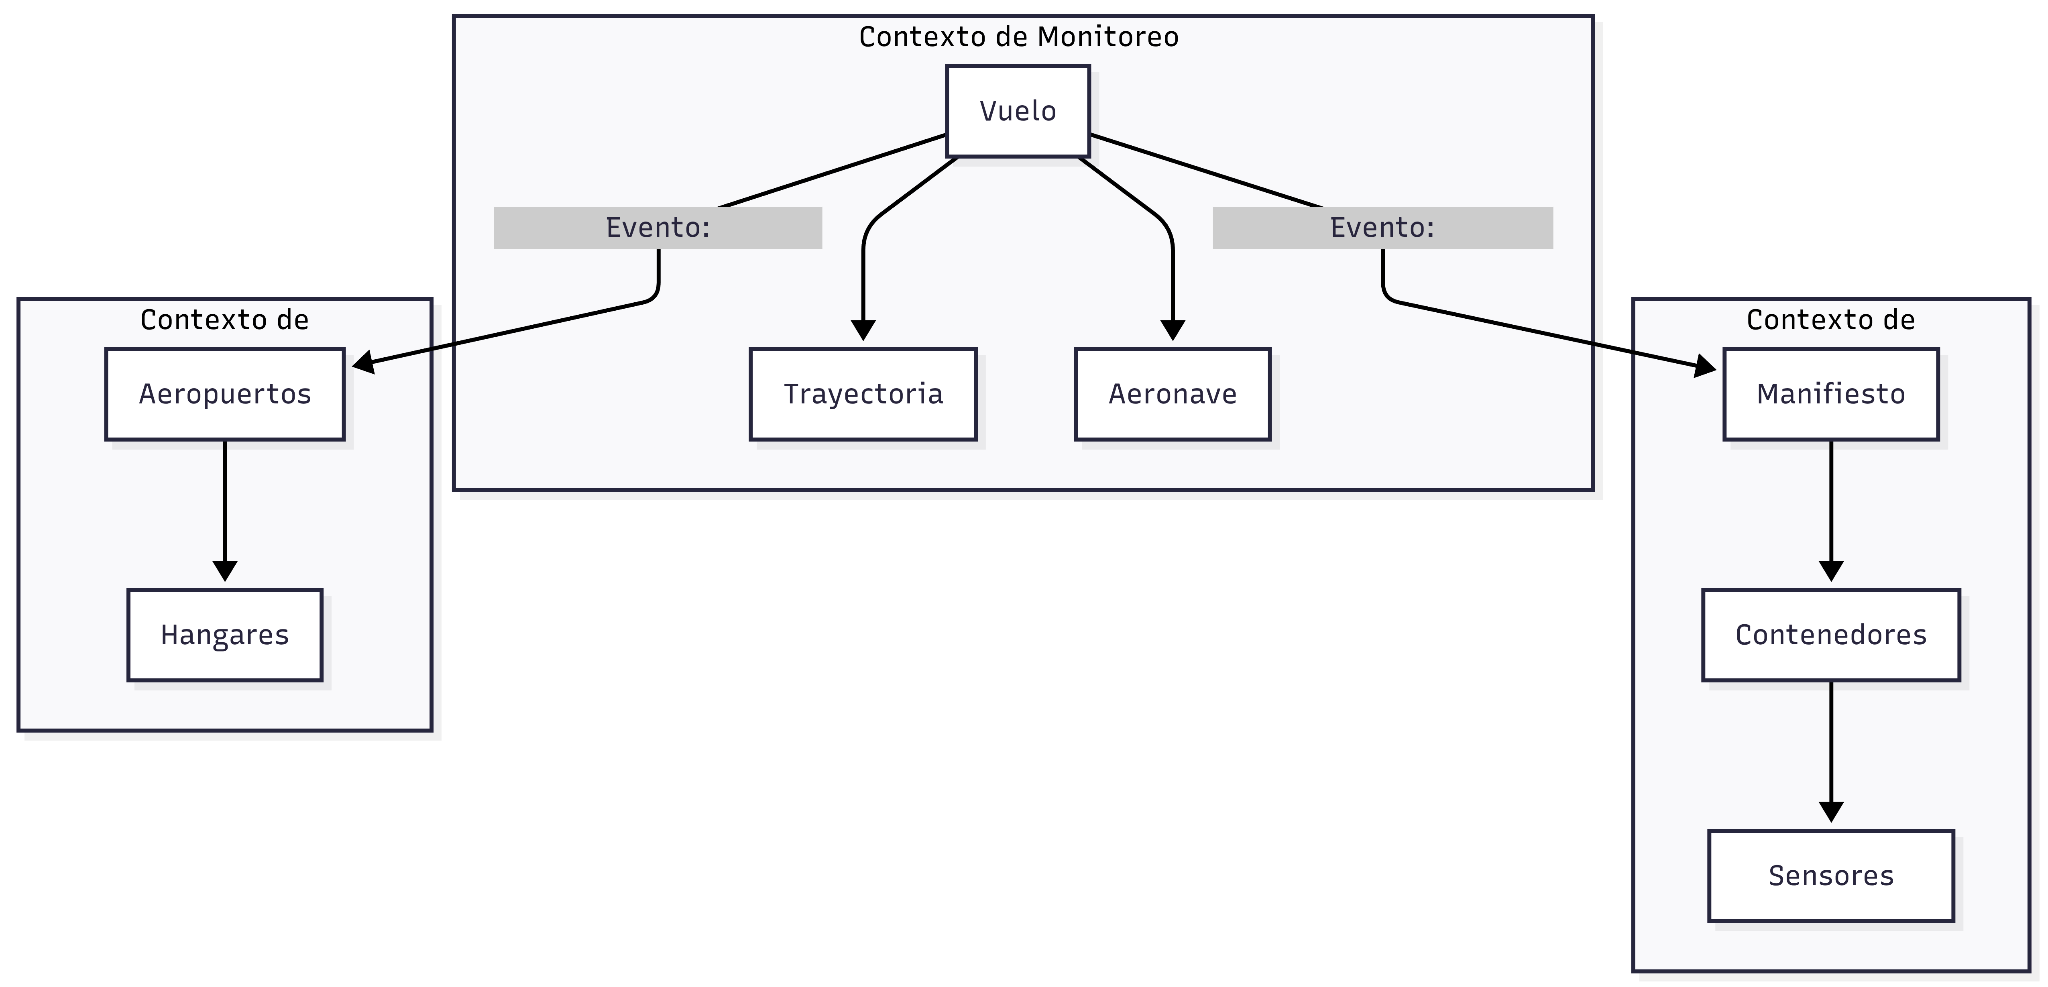 Contexto de Monitoreo
Vuelo
Evento:
Evento:
Contexto de
Aeropuertos
Hangares
Trayectoria
Aeronave
Contexto de
Manifiesto
Contenedores
Sensores